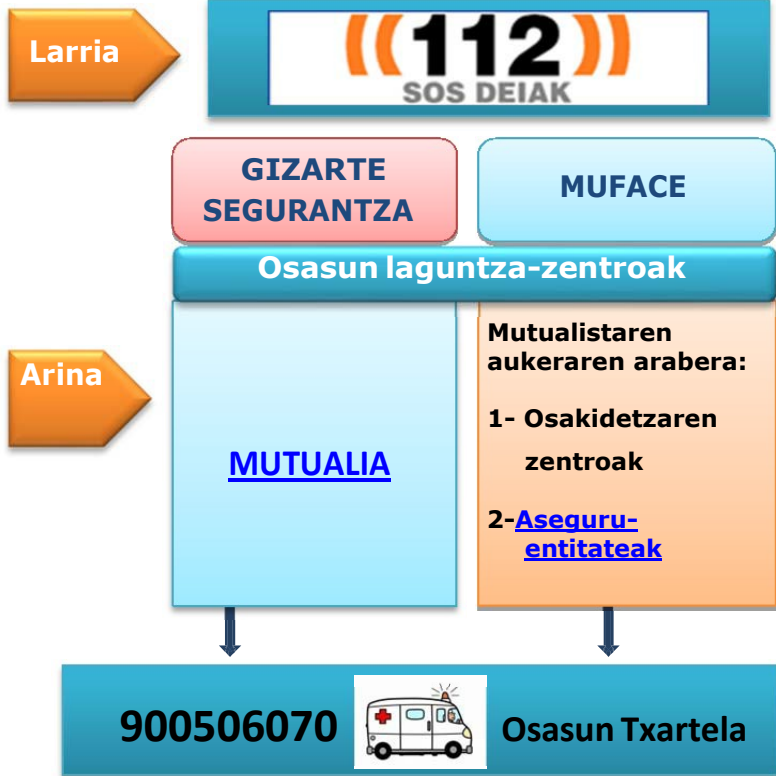 Larria
((112))
SOS DEIAK
GIZARTE
SEGURANTZA
MUFACE
Osasun laguntza-zentroak
Arina
MUTUALIA
Mutualistaren
aukeraren arabera:
1- Osakidetzaren
zentroak
2-Aseguru-
entitateak
900506070
Osasun Txartela